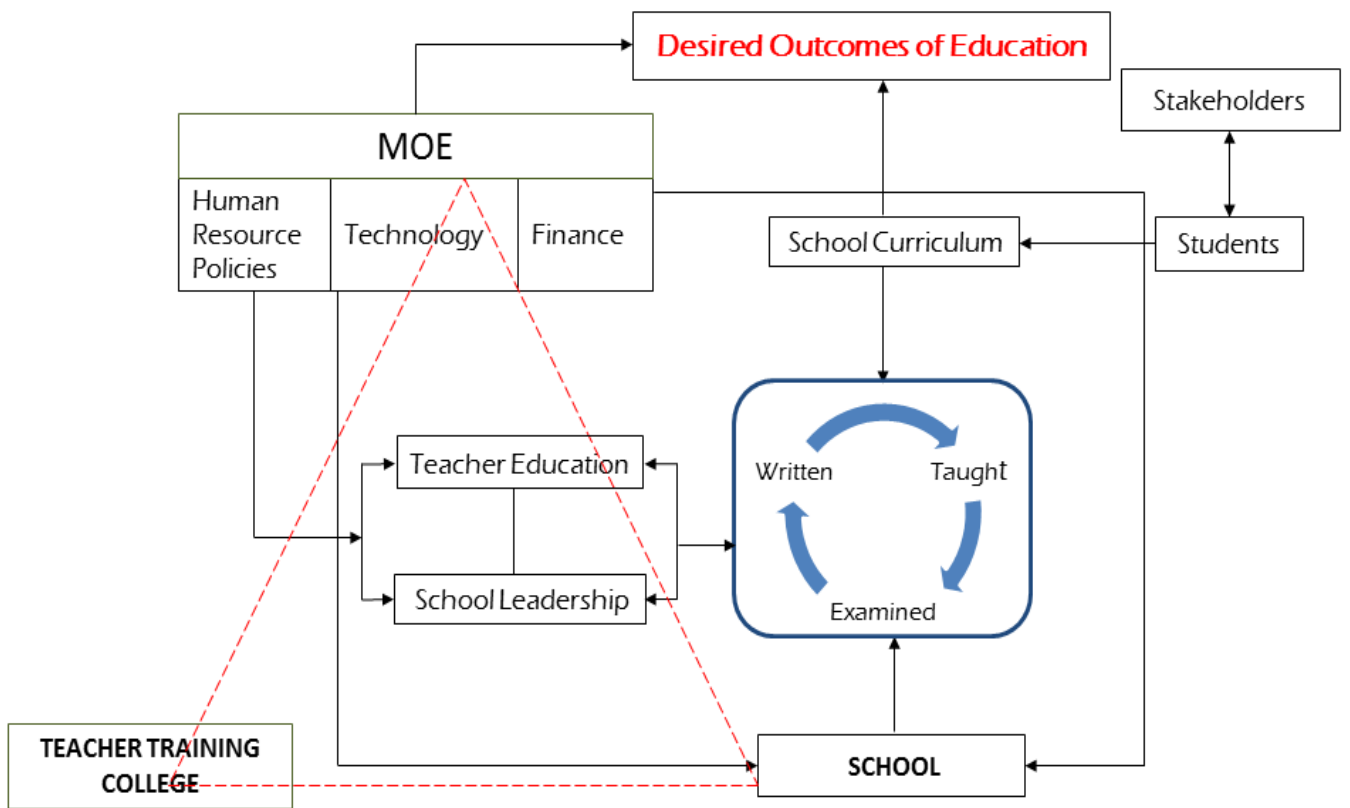 Desired Outcomes of Education
Stakeholders
MOE
Human
Resource
Policies
Technology
Finance
School Curriculum
Students
Teacher Education
Written
Taught
School Leadership
Examined
TEACHER TRAINING
COLLEGE
SCHOOL